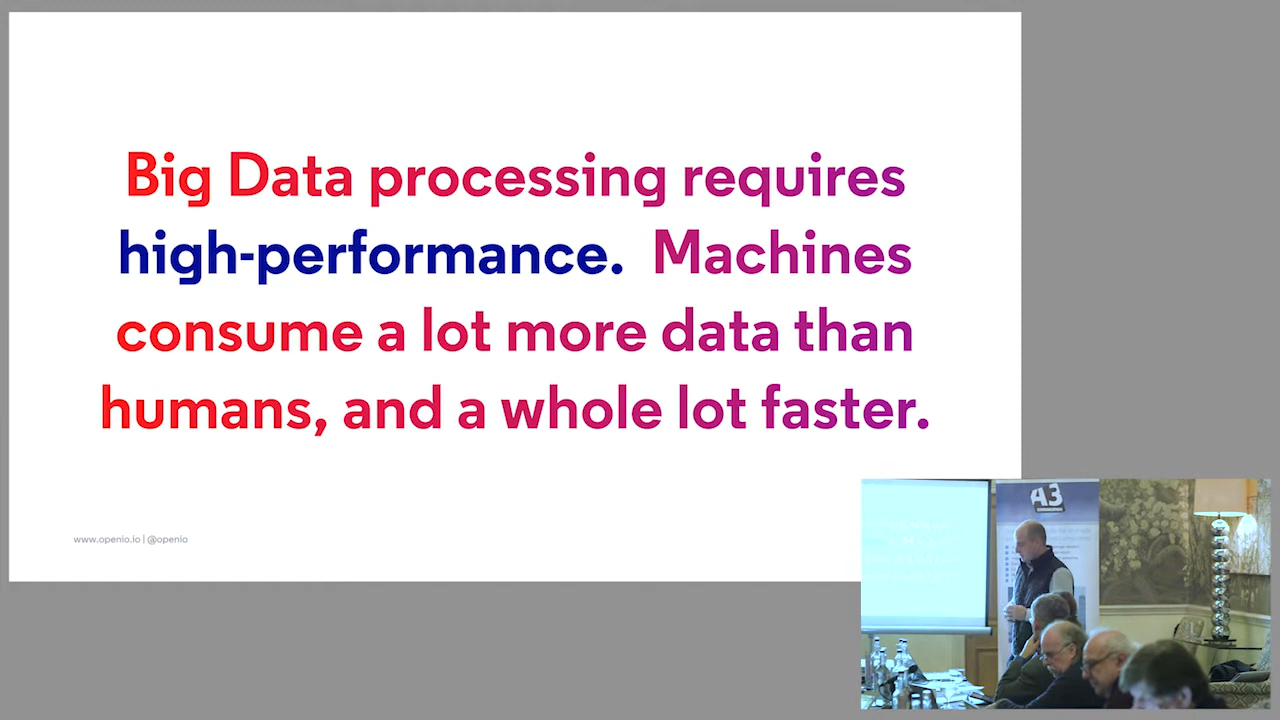 Big Data processing requires
high-performance. Machines
consume a lot more data than
humans, and a whole lot faster.
www.openio.io | @openio
A3